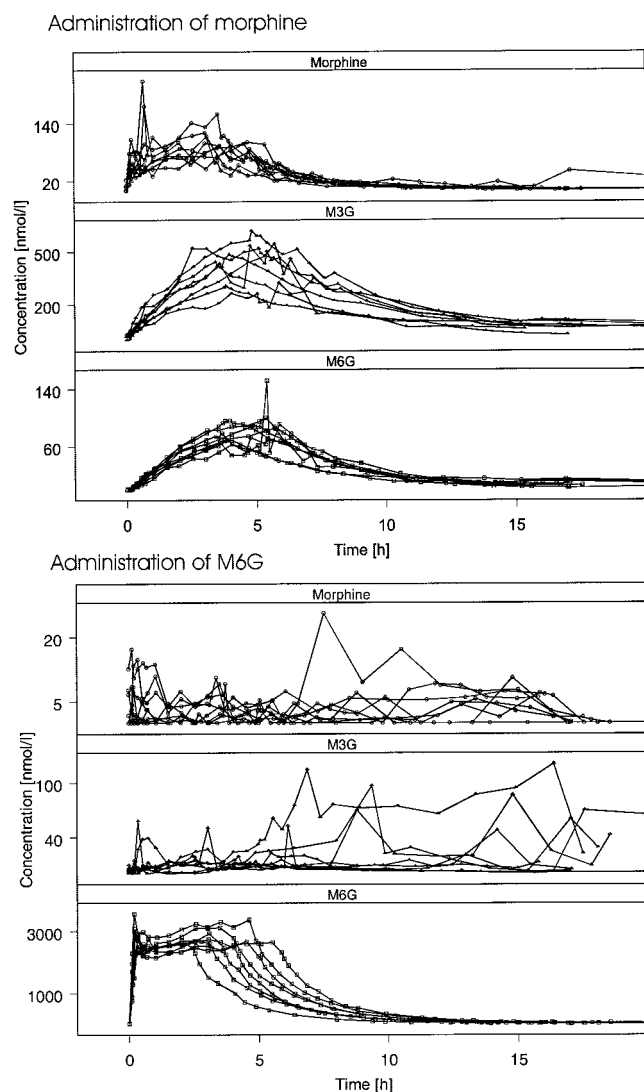 Administration of morphine
Morphine
140
20
M3G
500
200
M6G
140
60
Concentration [nmol/l]
0 5 10 15
Time [h]
Administration of M6G
Morphine
20
5
M3G
100
40
M6G
3000
1000
Concentration [nmol/l]
0 5 10 15
Time [h]